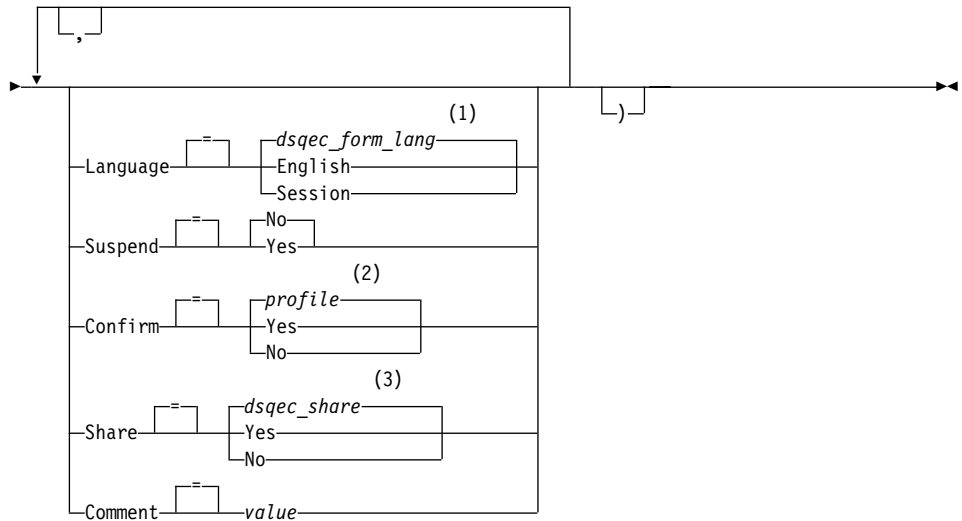 ,
)
(1)
= dsqec_form_lang
Language English
Session
= No
Suspend Yes
(2)
= profile
Confirm Yes
No
(3)
= dsqec_share
Share Yes
No
=
Comment value